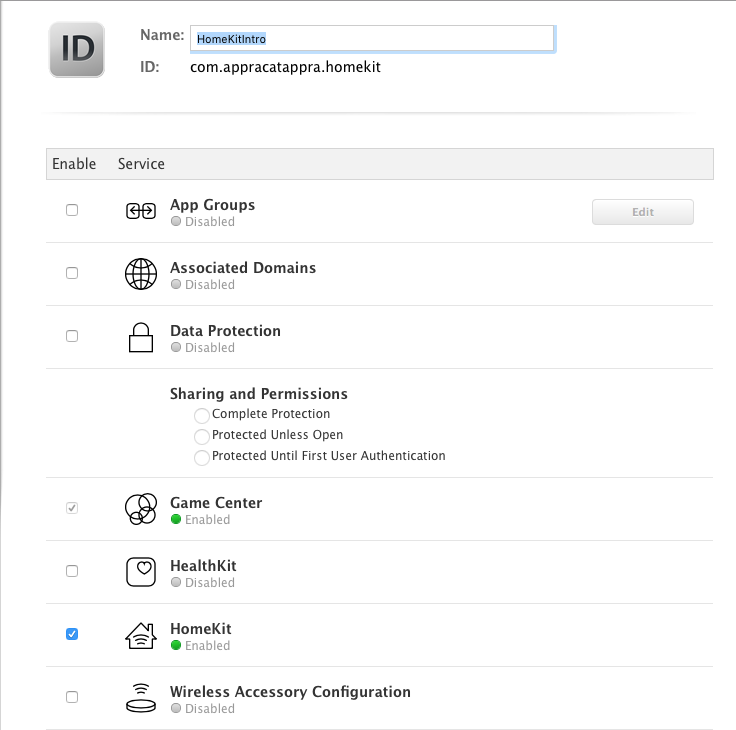 ID
Name: HomeKitIntro
ID: com.appracatappra.homekit
Enable Service
App Groups
Disabled
Edit
Associated Domains
Disabled
Data Protection
Disabled
Sharing and Permissions
Complete Protection
Protected Unless Open
Protected Until First User Authentication
Game Center
Enabled
HealthKit
Disabled
HomeKit
Enabled
Wireless Accessory Configuration
Disabled